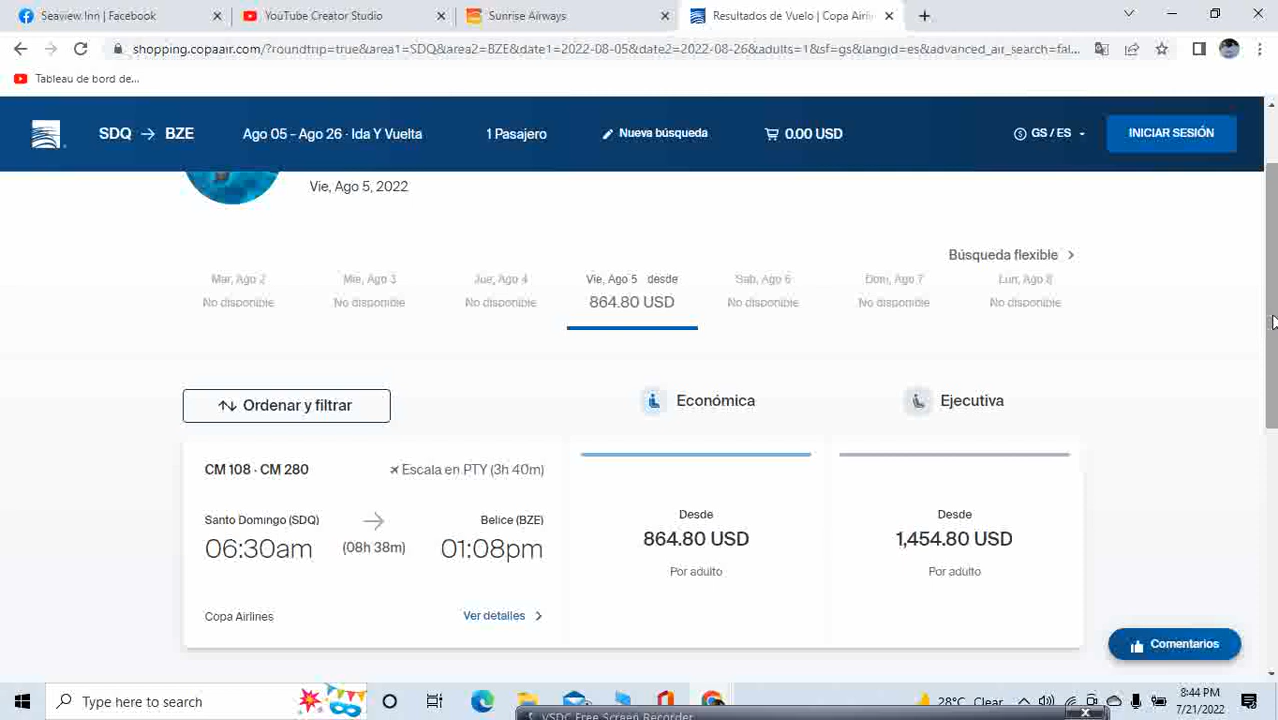 Seaview Inn | Facebook
YouTube Creator Studio
Sunrise Airways
Resultados de Vuelo | Copa Airlin
shopping.copaair.com/?roundtrip=true&area1=SDQ&area2=BZE&date1=2022-08-05&date2=2022-08-26&adults=1&sf=gs&langid=es&advanced_air_search=fal...
Tableau de bord de...
SDQ → BZE
Ago 05 - Ago 26 · Ida Y Vuelta
1 Pasajero
Nueva búsqueda
0.00 USD
GS / ES
INICIAR SESIÓN
Vie, Ago 5, 2022
Búsqueda flexible
Mar, Ago 2
No disponible
Mie, Ago 3
No disponible
Jue, Ago 4
No disponible
Vie, Ago 5 desde
864.80 USD
Sab, Ago 6
No disponible
Dom, Ago 7
No disponible
Lun, Ago 8
No disponible
Ordenar y filtrar
Económica
Ejecutiva
CM 108 · CM 280
Escala en PTY (3h 40m)
Santo Domingo (SDQ)
Belice (BZE)
06:30am
(08h 38m)
01:08pm
Copa Airlines
Ver detalles
Desde
864.80 USD
Por adulto
Desde
1,454.80 USD
Por adulto
Comentarios
Type here to search
28°C Clear
8:44 PM
7/21/2022
VSDC Free Screen Recorder